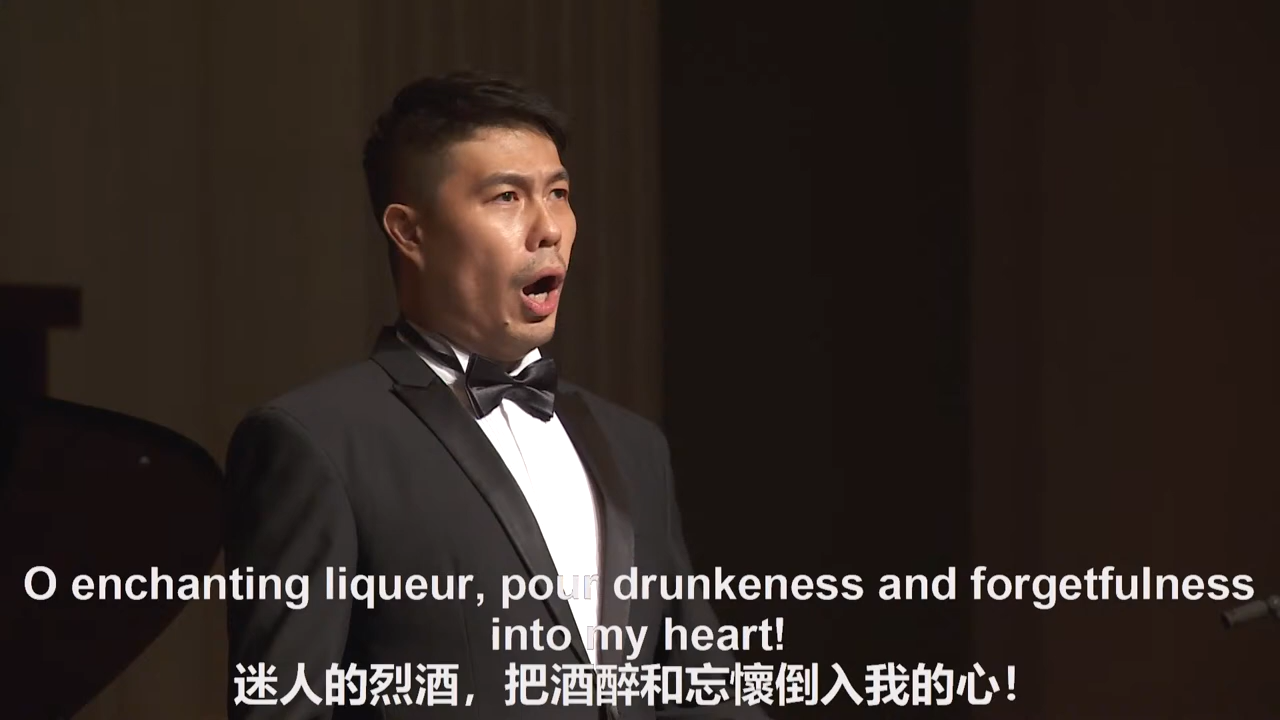 O enchanting liqueur, pour drunkeness and forgetfulness
into my heart!
迷人的烈酒，把酒醉和忘懷倒入我的心！